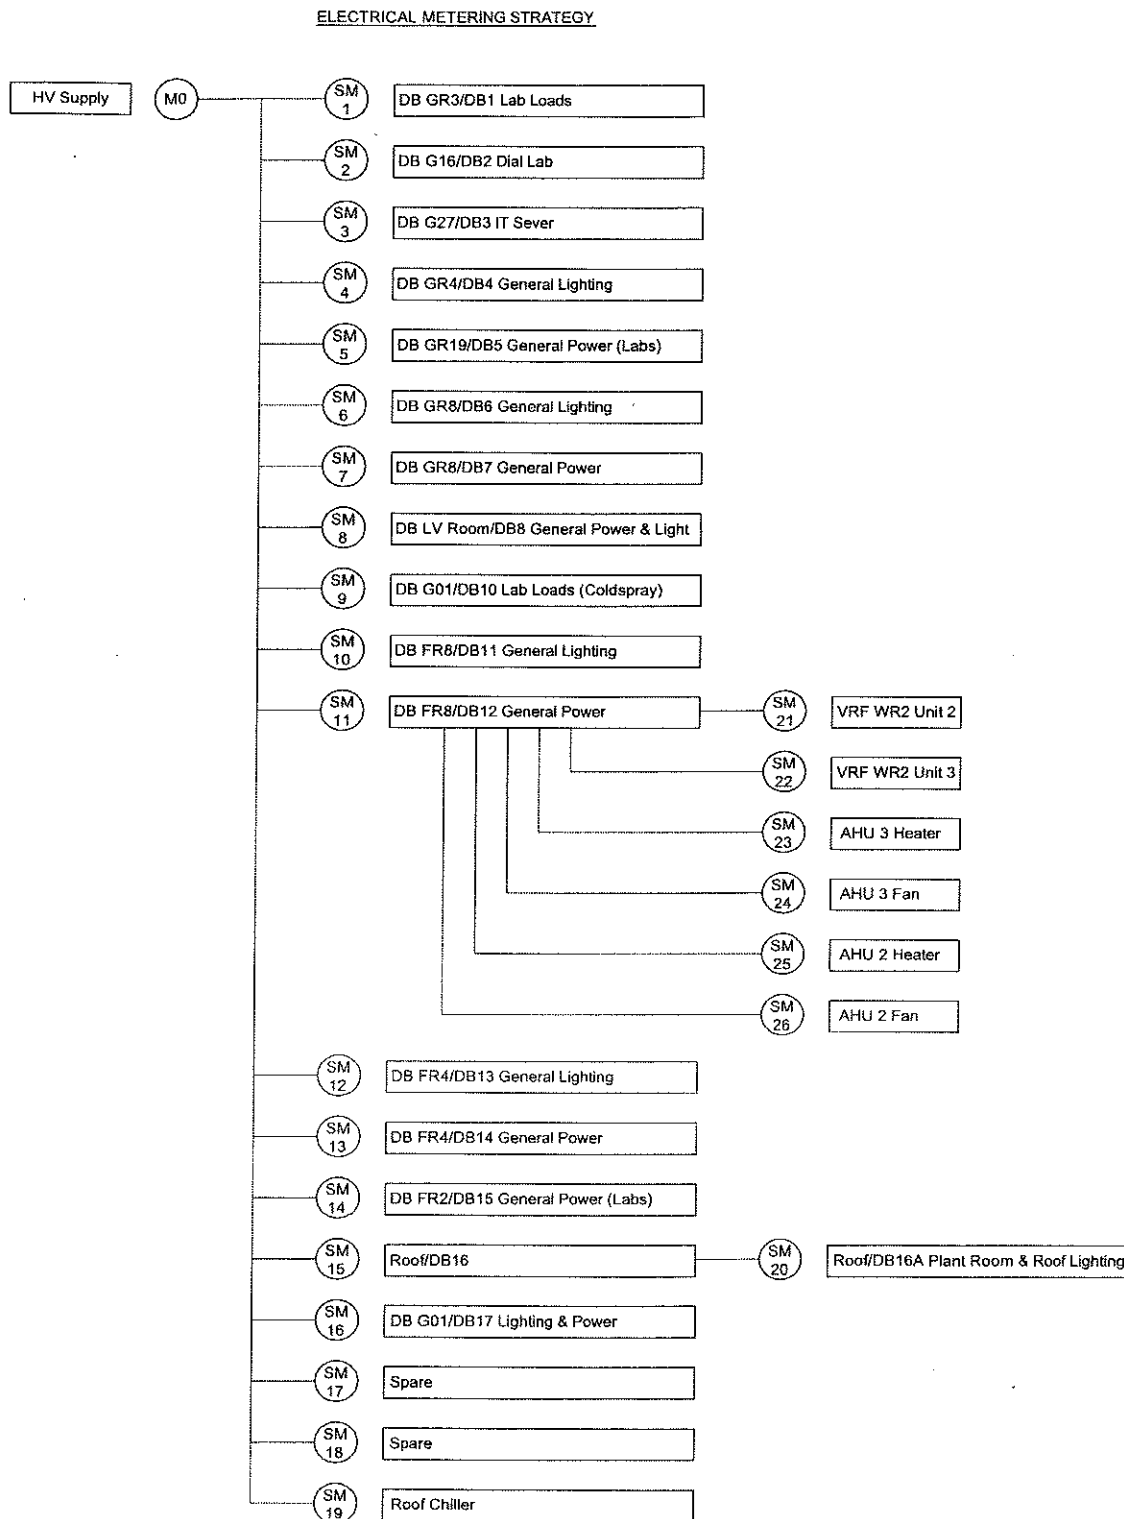 ELECTRICAL METERING STRATEGY
HV Supply
M0
SM
1
DB GR3/DB1 Lab Loads
SM
2
DB G16/DB2 Dial Lab
SM
3
DB G27/DB3 IT Sever
SM
4
DB GR4/DB4 General Lighting
SM
5
DB GR19/DB5 General Power (Labs)
SM
6
DB GR8/DB6 General Lighting
SM
7
DB GR8/DB7 General Power
SM
8
DB LV Room/DB8 General Power & Light
SM
9
DB G01/DB10 Lab Loads (Coldspray)
SM
10
DB FR8/DB11 General Lighting
SM
11
DB FR8/DB12 General Power
SM
21
VRF WR2 Unit 2
SM
22
VRF WR2 Unit 3
SM
23
AHU 3 Heater
SM
24
AHU 3 Fan
SM
25
AHU 2 Heater
SM
26
AHU 2 Fan
SM
12
DB FR4/DB13 General Lighting
SM
13
DB FR4/DB14 General Power
SM
14
DB FR2/DB15 General Power (Labs)
SM
15
Roof/DB16
SM
20
Roof/DB16A Plant Room & Roof Lighting
SM
16
DB G01/DB17 Lighting & Power
SM
17
Spare
SM
18
Spare
SM
19
Roof Chiller